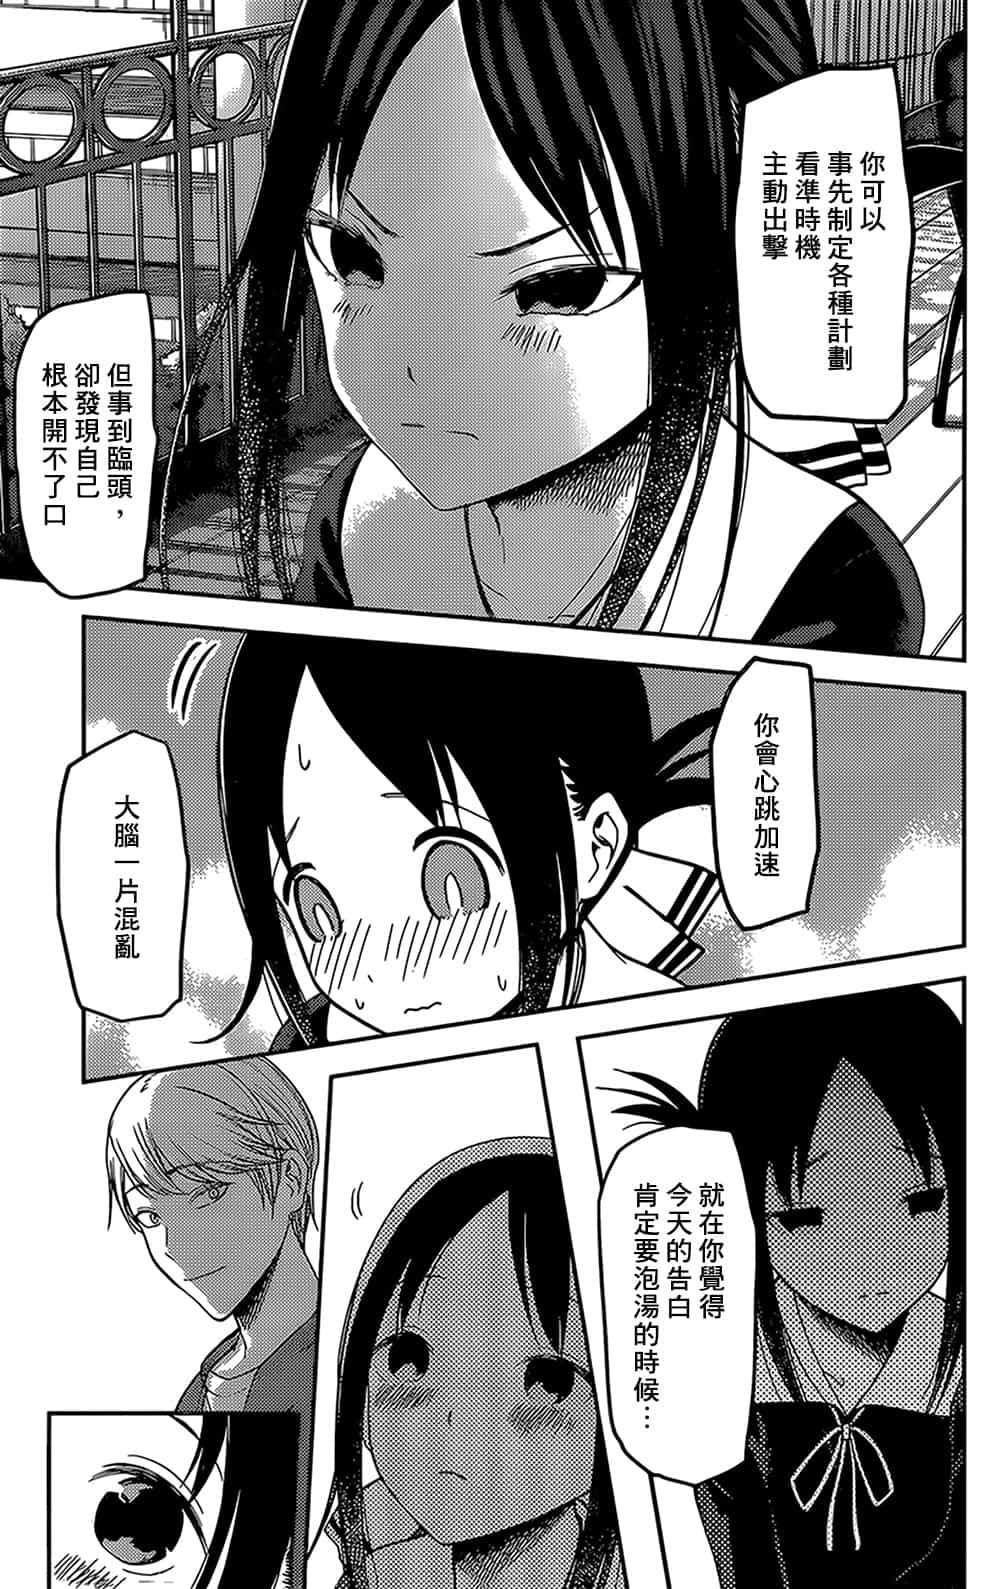 你可以
事先制定各種計劃
看準時機
主動出擊
但事到臨頭，
卻發現自己
根本開不了口
你會心跳加速
大腦一片混亂
就在你覺得
今天的告白
肯定要泡湯的時候…